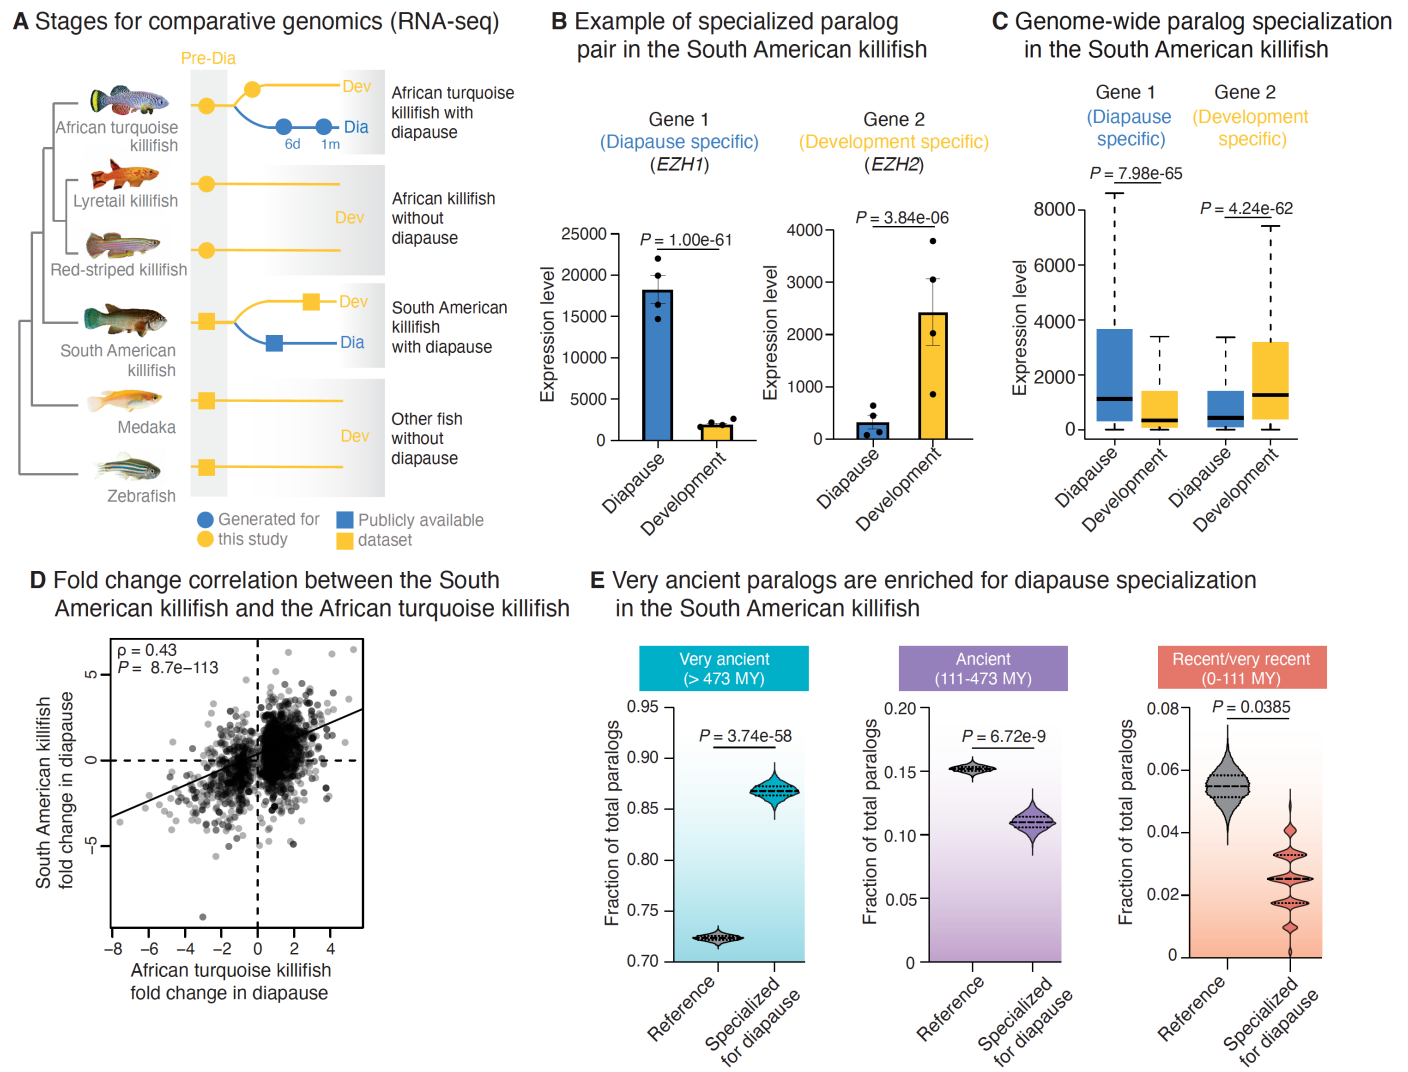 A Stages for comparative genomics (RNA-seq)
Pre-Dia
African turquoise
killifish
Lyretail killifish
Red-striped killifish
South American
killifish
Medaka
Zebrafish
Dev
Dia
6d 1m
Dev
Dev
Dia
Dev
African turquoise
killifish with
diapause
African killifish
without
diapause
South American
killifish
with diapause
Other fish
without
diapause
Generated for
this study
Publicly available
dataset
B Example of specialized paralog
pair in the South American killifish
Gene 1
(Diapause specific)
(EZH1)
P = 1.00e-61
Expression level
25000
20000
15000
10000
5000
0
Diapause
Development
Gene 2
(Development specific)
(EZH2)
P = 3.84e-06
Expression level
4000
3000
2000
1000
0
Diapause
Development
C Genome-wide paralog specialization
in the South American killifish
Gene 1
(Diapause
specific)
Gene 2
(Development
specific)
P = 7.98e-65
P = 4.24e-62
Expression level
8000
6000
4000
2000
0
Diapause
Development
Diapause
Development
D Fold change correlation between the South
American killifish and the African turquoise killifish
ρ = 0.43
P = 8.7e−113
South American killifish
fold change in diapause
5
0
−5
−8 −6 −4 −2 0 2 4
African turquoise killifish
fold change in diapause
E Very ancient paralogs are enriched for diapause specialization
in the South American killifish
Very ancient
(> 473 MY)
P = 3.74e-58
Fraction of total paralogs
0.95
0.90
0.85
0.80
0.75
0.70
Reference
Specialized
for diapause
Ancient
(111-473 MY)
P = 6.72e-9
Fraction of total paralogs
0.20
0.15
0.10
0.05
0
Reference
Specialized
for diapause
Recent/very recent
(0-111 MY)
P = 0.0385
Fraction of total paralogs
0.08
0.06
0.04
0.02
0
Reference
Specialized
for diapause